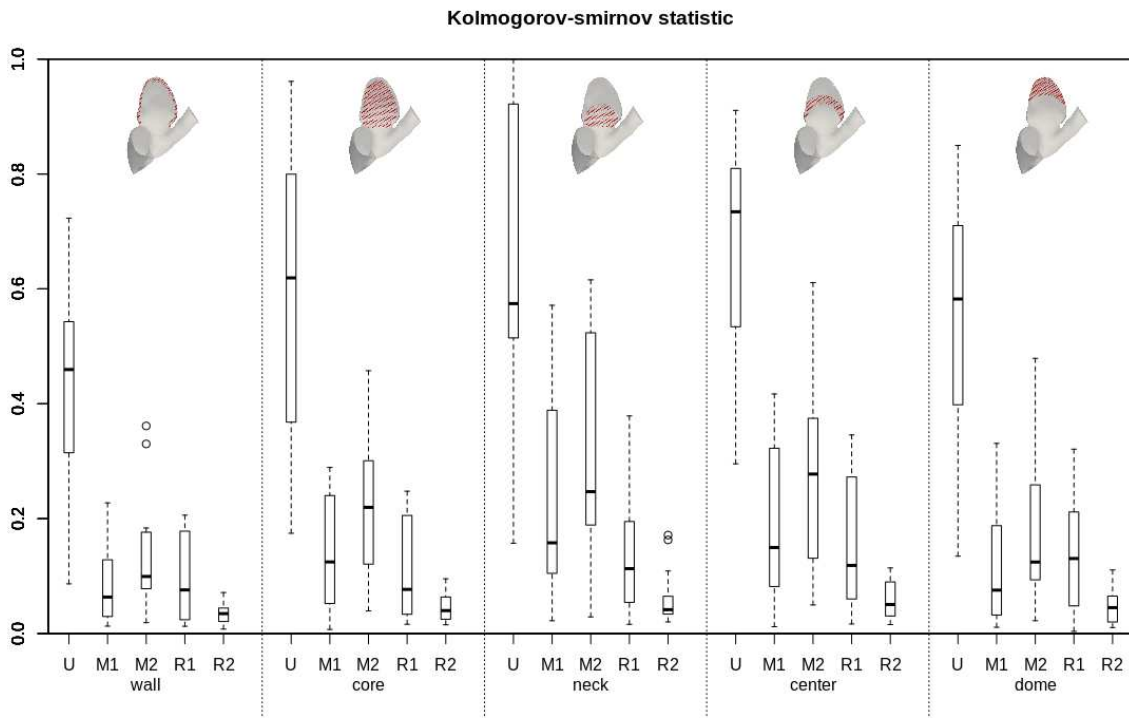 Kolmogorov-smirnov statistic
1.0
0.8
0.6
0.4
0.2
0.0
U M1 M2 R1 R2 U M1 M2 R1 R2 U M1 M2 R1 R2 U M1 M2 R1 R2 U M1 M2 R1 R2
wall core neck center dome